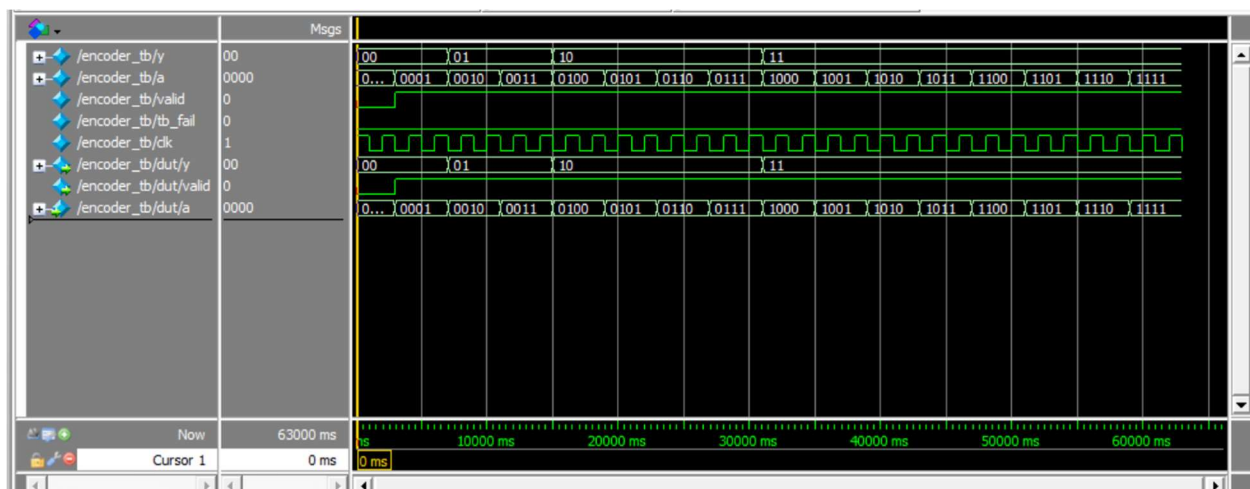 Msgs
/encoder_tb/y 00 00 01 10 11
/encoder_tb/a 0000 0... 0001 0010 0011 0100 0101 0110 0111 1000 1001 1010 1011 1100 1101 1110 1111
/encoder_tb/valid 0
/encoder_tb/tb_fail 0
/encoder_tb/clk 1
/encoder_tb/dut/y 00 00 01 10 11
/encoder_tb/dut/valid 0
/encoder_tb/dut/a 0000 0... 0001 0010 0011 0100 0101 0110 0111 1000 1001 1010 1011 1100 1101 1110 1111
Now 63000 ms 10000 ms 20000 ms 30000 ms 40000 ms 50000 ms 60000 ms
Cursor 1 0 ms 0 ms